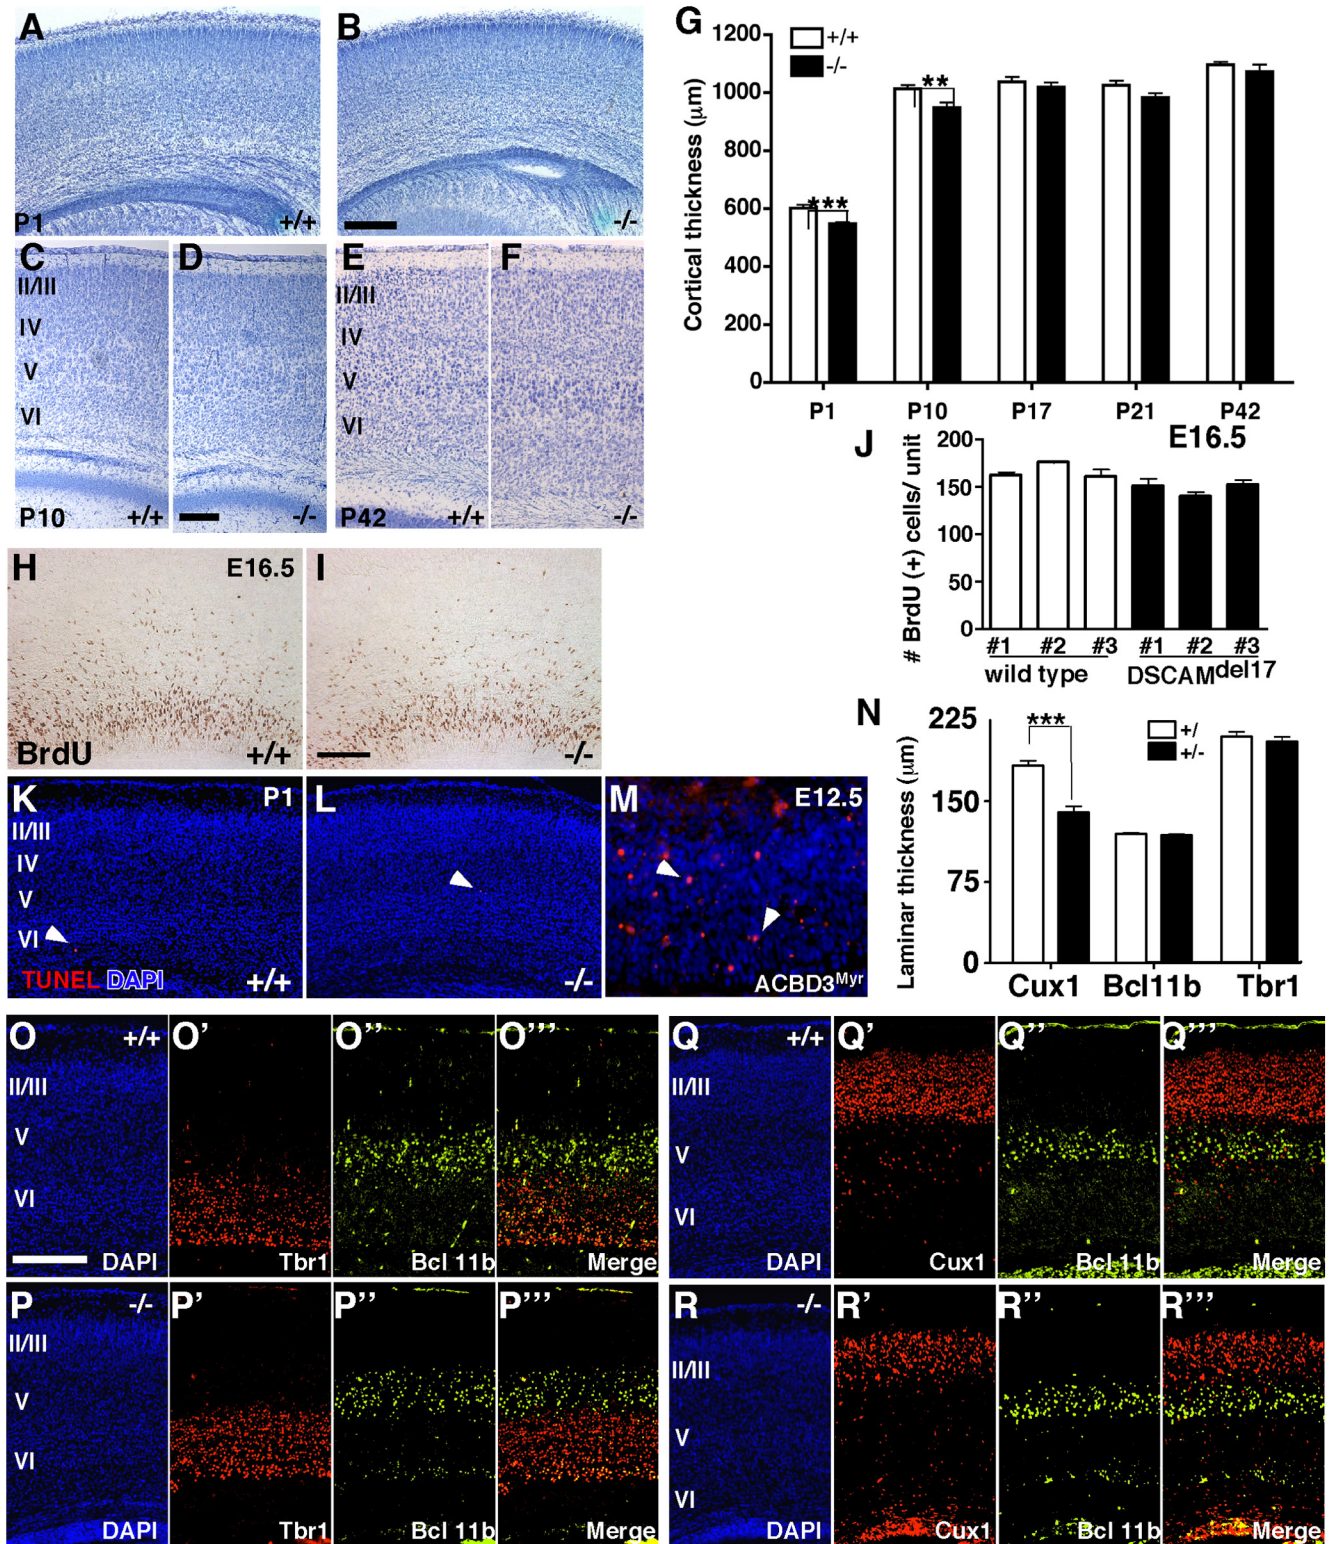 A
P1
+/+
B
-/-
C
II/III
IV
V
VI
P10
+/+
D
-/-
E
II/III
IV
V
VI
P42
+/+
F
-/-
G
1200
1000
800
600
400
200
0
Cortical thickness (μm)
+/+
-/-
***
**
P1
P10
P17
P21
P42
H
E16.5
BrdU
+/+
I
-/-
J
E16.5
200
150
100
50
0
# BrdU (+) cells/ unit
#1 #2 #3 #1 #2 #3
wild type
DSCAMdel17
K
P1
II/III
IV
V
VI
TUNEL DAPI
+/+
L
-/-
M
E12.5
ACBD3Myr
N
225
150
75
0
Laminar thickness (μm)
***
+/
+/-
Cux1 Bcl11b Tbr1
O
+/+
II/III
V
VI
DAPI
O'
Tbr1
O''
Bcl 11b
O'''
Merge
Q
+/+
II/III
V
VI
DAPI
Q'
Cux1
Q''
Bcl 11b
Q'''
Merge
P
-/-
II/III
V
VI
DAPI
P'
Tbr1
P''
Bcl 11b
P'''
Merge
R
-/-
II/III
V
VI
DAPI
R'
Cux1
R''
Bcl 11b
R'''
Merge